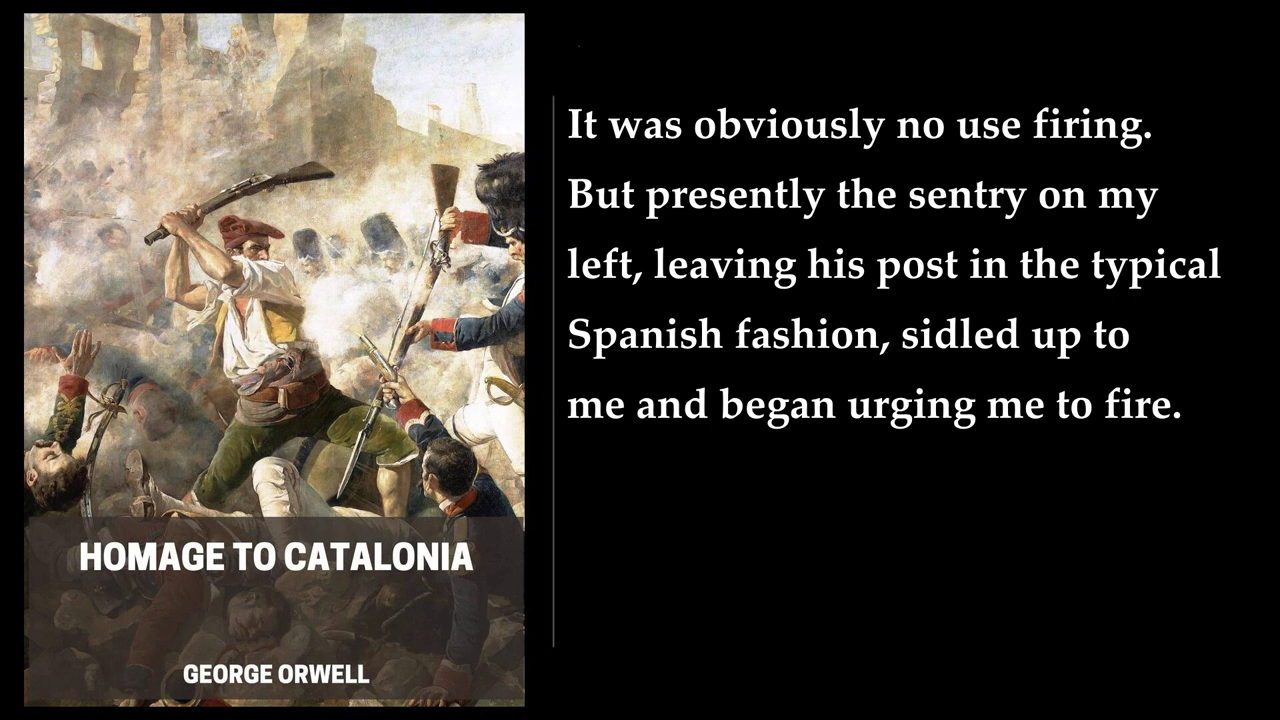 It was obviously no use firing.
But presently the sentry on my
left, leaving his post in the typical
Spanish fashion, sidled up to
me and began urging me to fire.
HOMAGE TO CATALONIA
GEORGE ORWELL